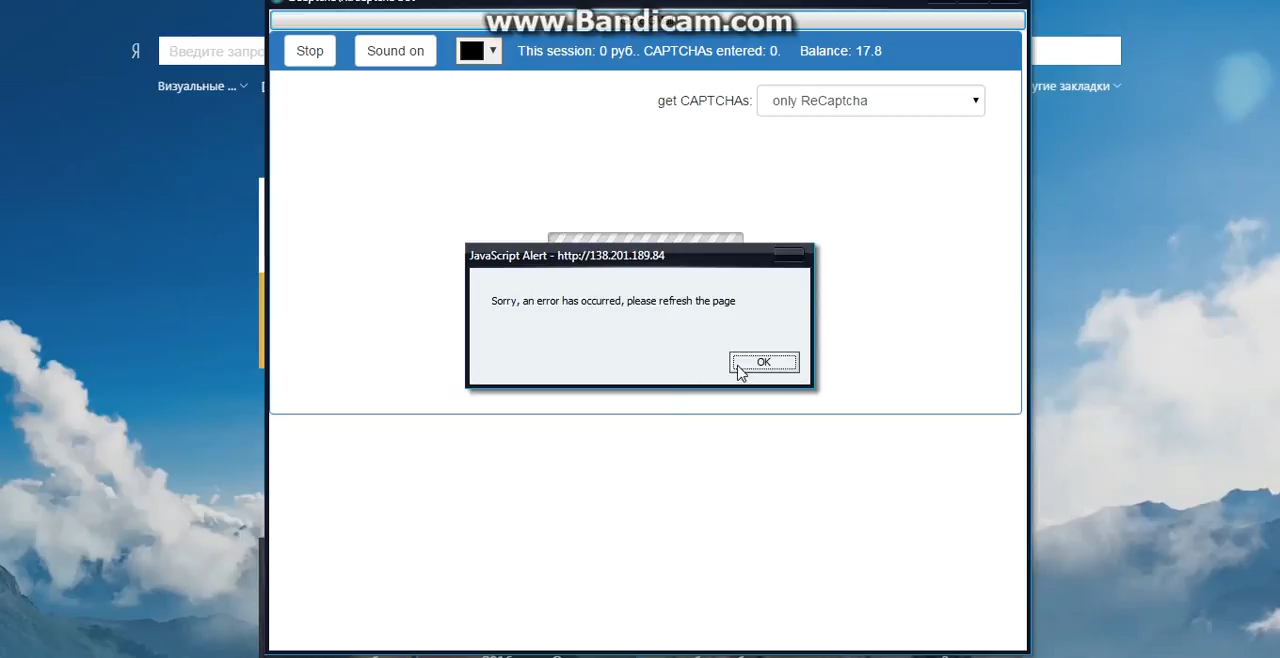 www.Bandicam.com
Я
Введите запро
Stop
Sound on
This session: 0 руб.. CAPTCHAs entered: 0.
Balance: 17.8
Визуальные ...
угие закладки
get CAPTCHAs:
only ReCaptcha
JavaScript Alert - http://138.201.189.84
Sorry, an error has occurred, please refresh the page
OK